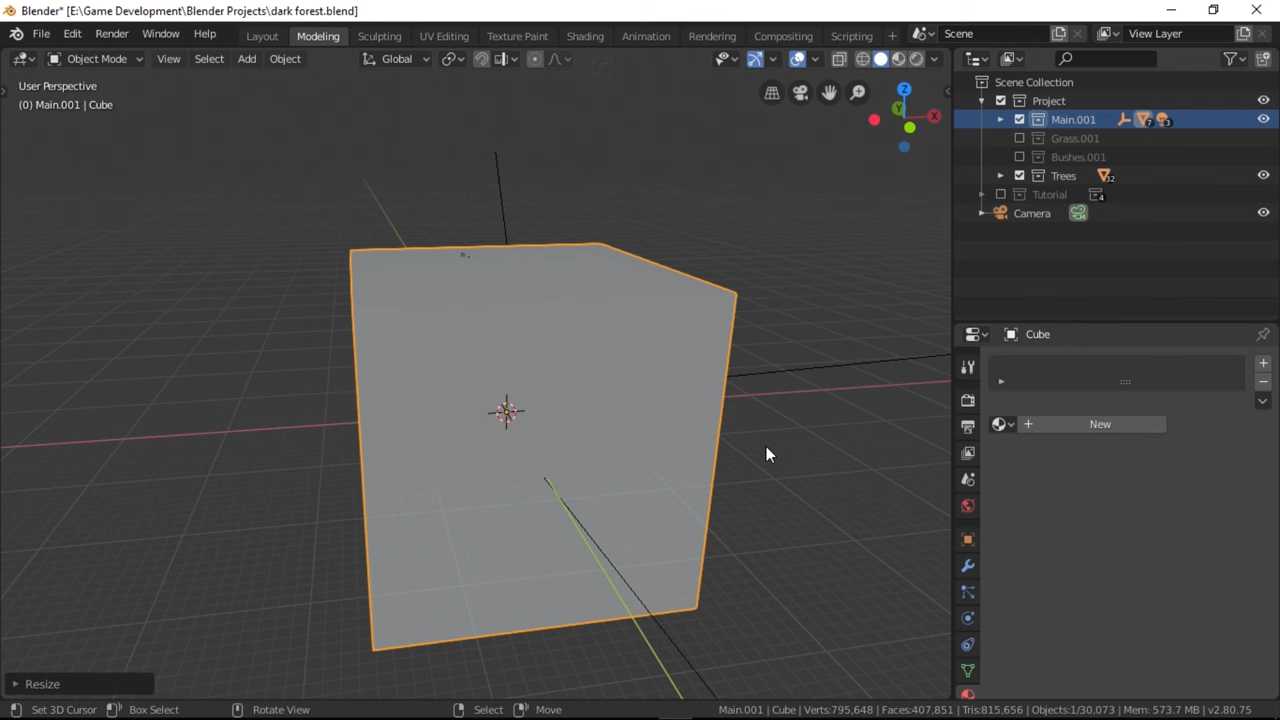 Blender* [E:\Game Development\Blender Projects\dark forest.blend]
File Edit Render Window Help Layout Modeling Sculpting UV Editing Texture Paint Shading Animation Rendering Compositing Scripting + Scene View Layer
Object Mode View Select Add Object Global
User Perspective
(0) Main.001 | Cube
Z
Y
X
Scene Collection
Project
Main.001 7 3
Grass.001
Bushes.001
Trees 32
Tutorial 4
Camera
Cube
New
Resize
Set 3D Cursor Box Select Rotate View Select Move Main.001 | Cube | Verts:795,648 | Faces:407,851 | Tris:815,656 | Objects:1/30,073 | Mem: 573.7 MB | v2.80.75